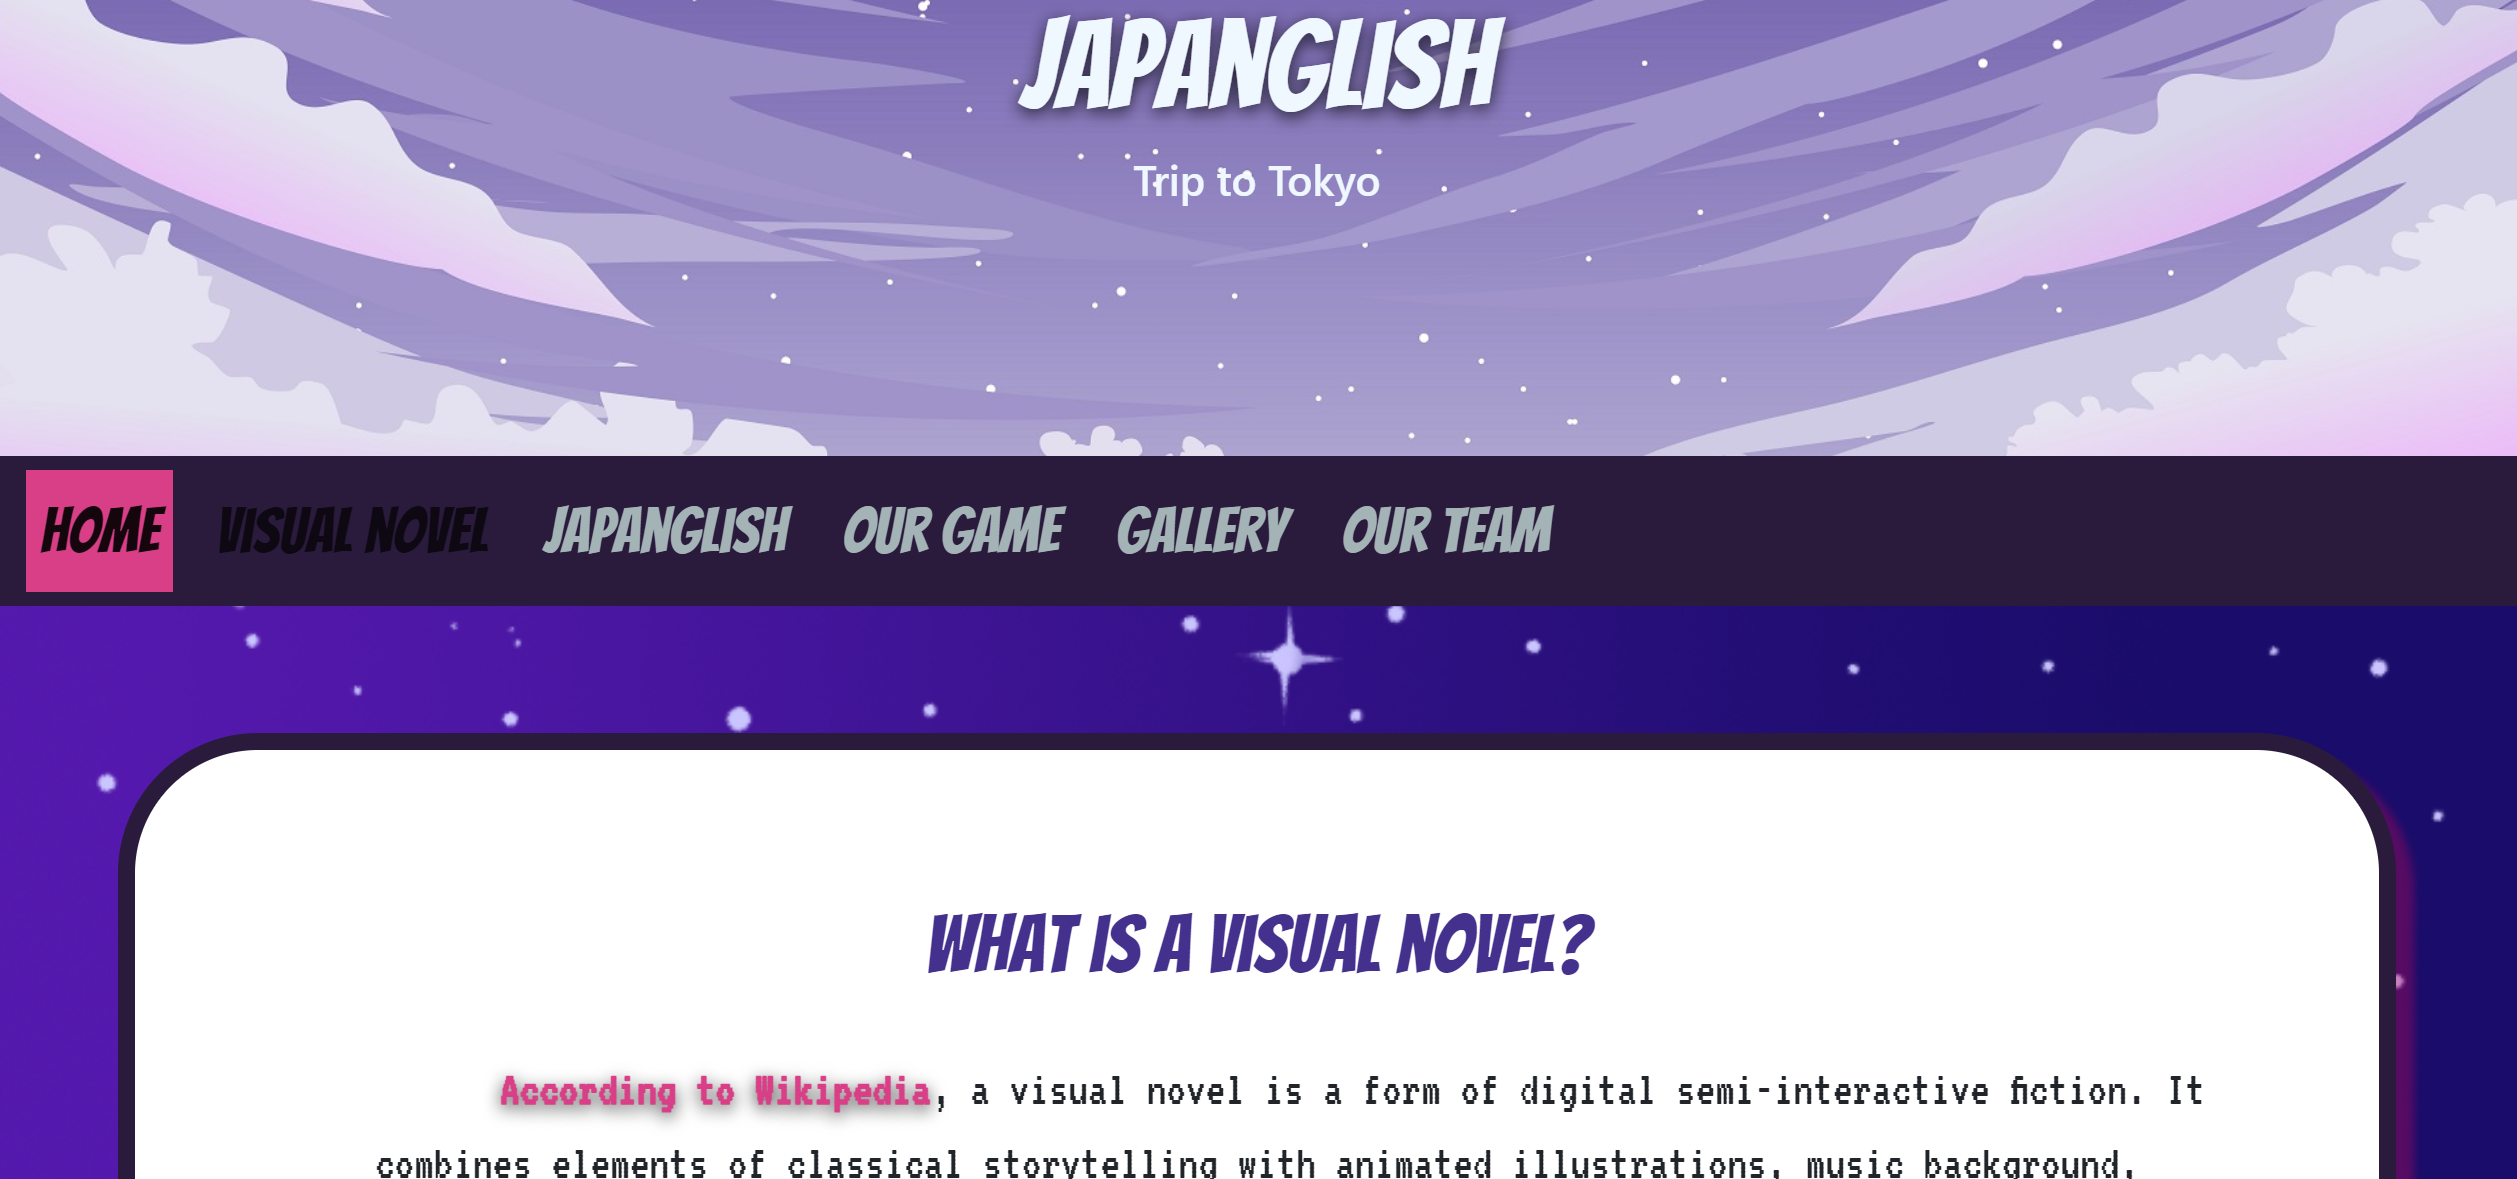 JAPANGLISH
Trip to Tokyo
HOME VISUAL NOVEL JAPANGLISH OUR GAME GALLERY OUR TEAM
WHAT IS A VISUAL NOVEL?
According to Wikipedia, a visual novel is a form of digital semi-interactive fiction. It
combines elements of classical storytelling with animated illustrations, music background,